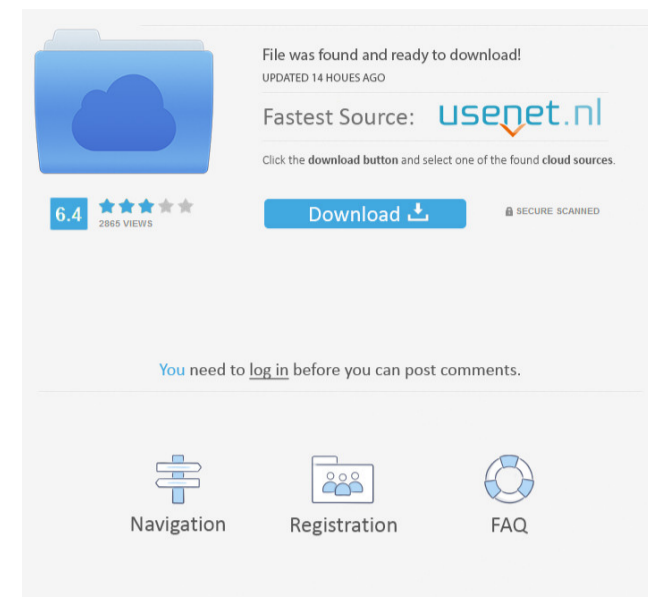 File was found and ready to download!
UPDATED 14 HOUES AGO
Fastest Source: usenet.nl
Click the download button and select one of the found cloud sources.
6.4
2865 VIEWS
Download
SECURE SCANNED
You need to log in before you can post comments.
Navigation
Registration
FAQ